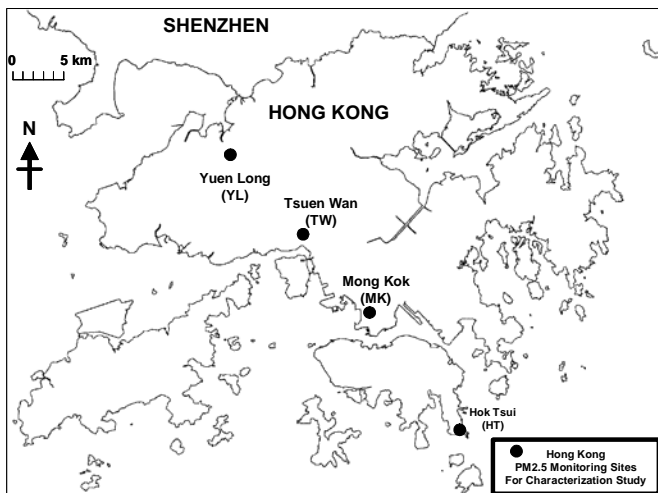 SHENZHEN
0 5 km
HONG KONG
N
Yuen Long
(YL)
Tsuen Wan
(TW)
Mong Kok
(MK)
Hok Tsui
(HT)
Hong Kong
PM2.5 Monitoring Sites
For Characterization Study